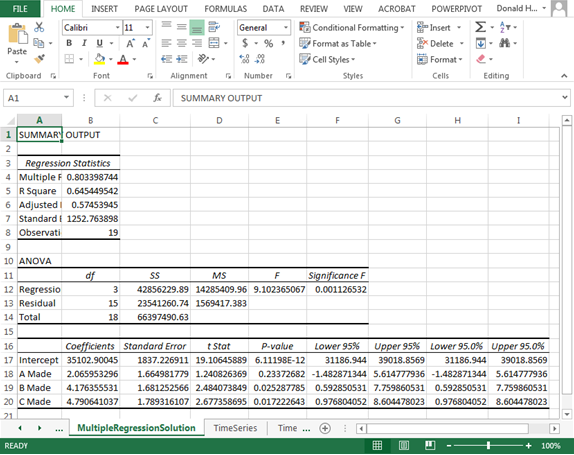 FILE HOME INSERT PAGE LAYOUT FORMULAS DATA REVIEW VIEW ACROBAT POWERPIVOT Donald H...
Calibri 11 General Conditional Formatting Insert Σ
Paste B I U A A $ % , Format as Table Delete
Cell Styles Format
Clipboard Font Alignment Number Styles Cells Editing
A1 fx SUMMARY OUTPUT
A B C D E F G H I
1 SUMMARY OUTPUT
2
3 Regression Statistics
4 Multiple F 0.803398744
5 R Square 0.645449542
6 Adjusted 0.57453945
7 Standard E 1252.763898
8 Observati 19
9
10 ANOVA
11 df SS MS F Significance F
12 Regressio 3 42856229.89 14285409.96 9.102365067 0.001126532
13 Residual 15 23541260.74 1569417.383
14 Total 18 66397490.63
15
16 Coefficients Standard Error t Stat P-value Lower 95% Upper 95% Lower 95.0% Upper 95.0%
17 Intercept 35102.90045 1837.226911 19.10645889 6.11198E-12 31186.944 39018.8569 31186.944 39018.8569
18 A Made 2.065953296 1.664981779 1.240826369 0.23372682 -1.482871344 5.614777936 -1.482871344 5.614777936
19 B Made 4.176355531 1.681252566 2.484073849 0.025287785 0.592850531 7.759860531 0.592850531 7.759860531
20 C Made 4.790641037 1.789316107 2.677358695 0.017222643 0.976804052 8.604478023 0.976804052 8.604478023
21
... MultipleRegressionSolution TimeSeries Time ...
READY 100%